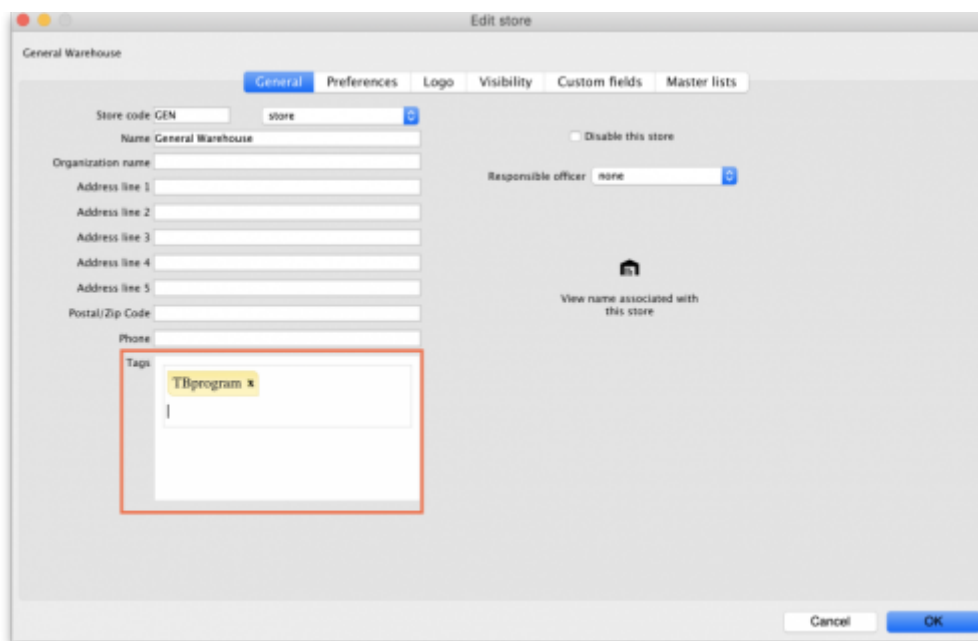 Edit store
General Warehouse
General Preferences Logo Visibility Custom fields Master lists
Store code GEN store
Name General Warehouse
Disable this store
Organization name
Responsible officer none
Address line 1
Address line 2
Address line 3
Address line 4
Address line 5
View name associated with
this store
Postal/Zip Code
Phone
Tags
TBprogram x
Cancel OK